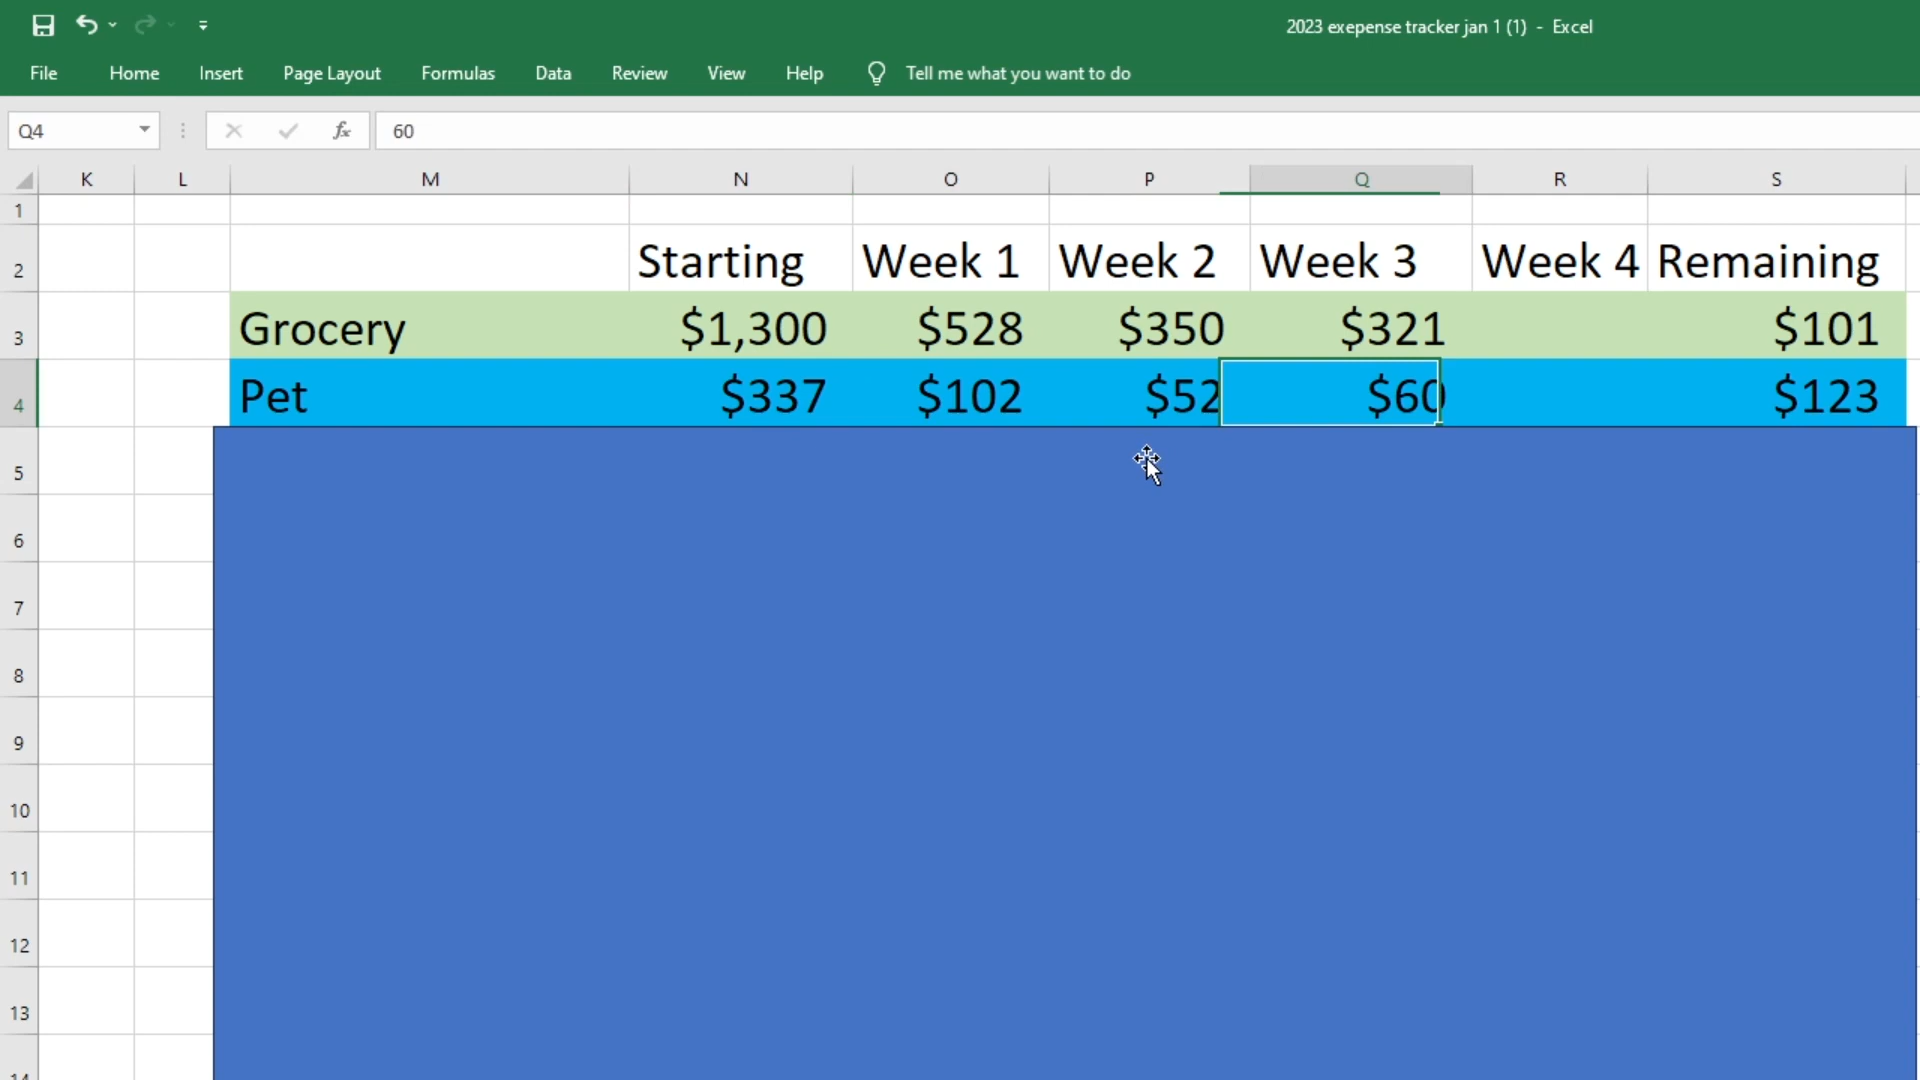 2023 exepense tracker jan 1 (1) - Excel
File Home Insert Page Layout Formulas Data Review View Help Tell me what you want to do
Q4 fx 60
K L M N O P Q R S
1
2 Starting Week 1 Week 2 Week 3 Week 4 Remaining
3 Grocery $1,300 $528 $350 $321 $101
4 Pet $337 $102 $52 $60 $123
5
6
7
8
9
10
11
12
13
14